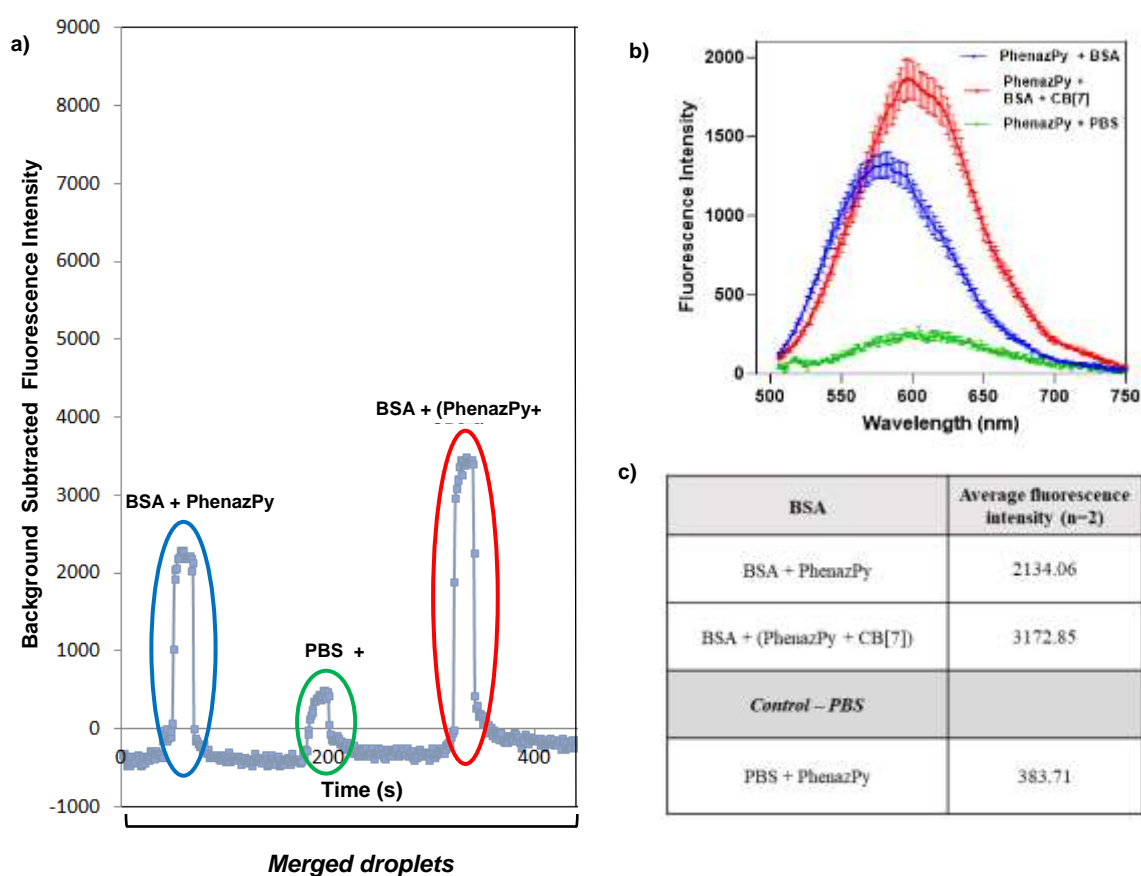 a)
Background Subtracted Fluorescence Intensity
9000
8000
7000
6000
5000
4000
3000
2000
1000
0
-1000
BSA + PhenazPy
PBS +
BSA + (PhenazPy+
0
200
400
Time (s)
Merged droplets
b)
Fluorescence Intensity
2000
1500
1000
500
0
PhenazPy + BSA
PhenazPy +
BSA + CB[7]
PhenazPy + PBS
500
550
600
650
700
750
Wavelength (nm)
c)
BSA
Average fluorescence
intensity (n=2)
BSA + PhenazPy
2134.06
BSA + (PhenazPy + CB[7])
3172.85
Control – PBS
PBS + PhenazPy
383.71